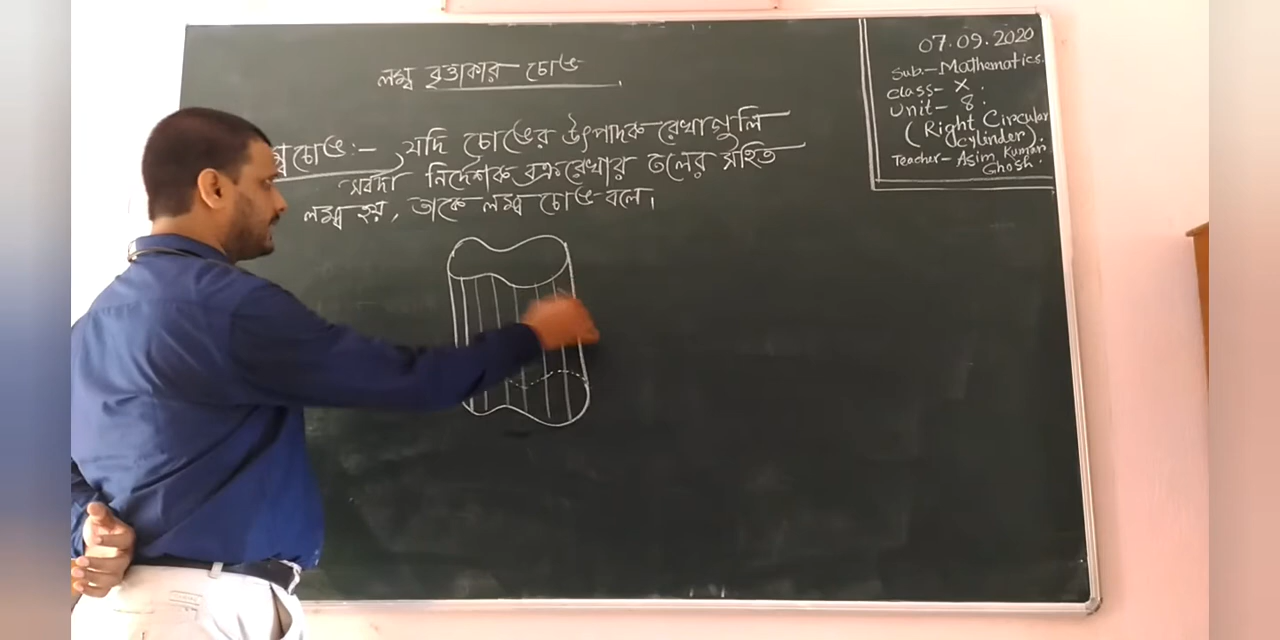 লম্ব বৃত্তাকার চোঙ
ম্ব চোঙ :- যদি চোঙের উৎপাদক রেখাগুলি
সর্বদা নির্দেশক বক্ররেখার তলের সহিত
লম্ব হয়, তাকে লম্ব চোঙ বলে।
07.09.2020
Sub.- Mathematics.
Class- X.
Unit- 8.
(Right Circular
Cylinder).
Teacher- Asim Kumar
Ghosh.